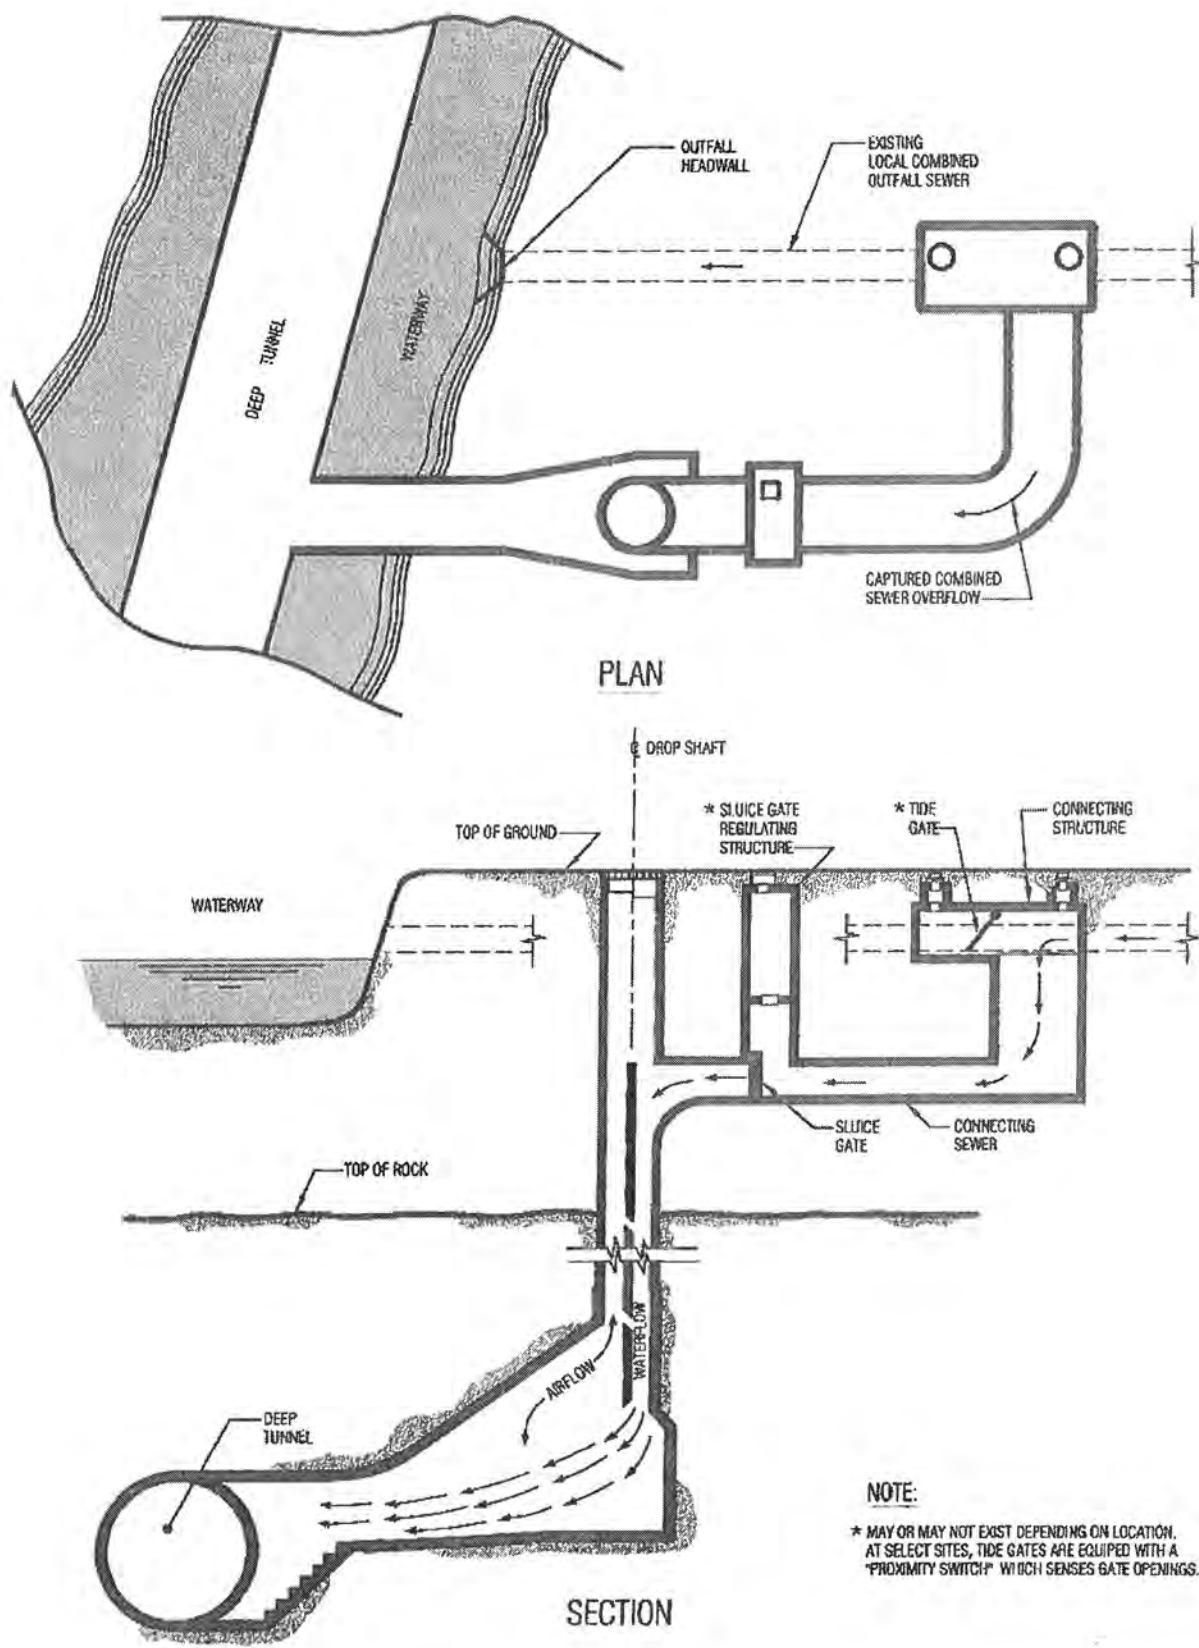 OUTFALL
HEADWALL
EXISTING
LOCAL COMBINED
OUTFALL SEWER
DEEP TUNNEL
WATERWAY
CAPTURED COMBINED
SEWER OVERFLOW
PLAN
℄ DROP SHAFT
TOP OF GROUND
* SLUICE GATE
REGULATING
STRUCTURE
* TIDE
GATE
CONNECTING
STRUCTURE
WATERWAY
SLUICE
GATE
CONNECTING
SEWER
TOP OF ROCK
WATERFLOW
AIRFLOW
DEEP
TUNNEL
NOTE:
* MAY OR MAY NOT EXIST DEPENDING ON LOCATION.
AT SELECT SITES, TIDE GATES ARE EQUIPED WITH A
"PROXIMITY SWITCH" WHICH SENSES GATE OPENINGS.
SECTION